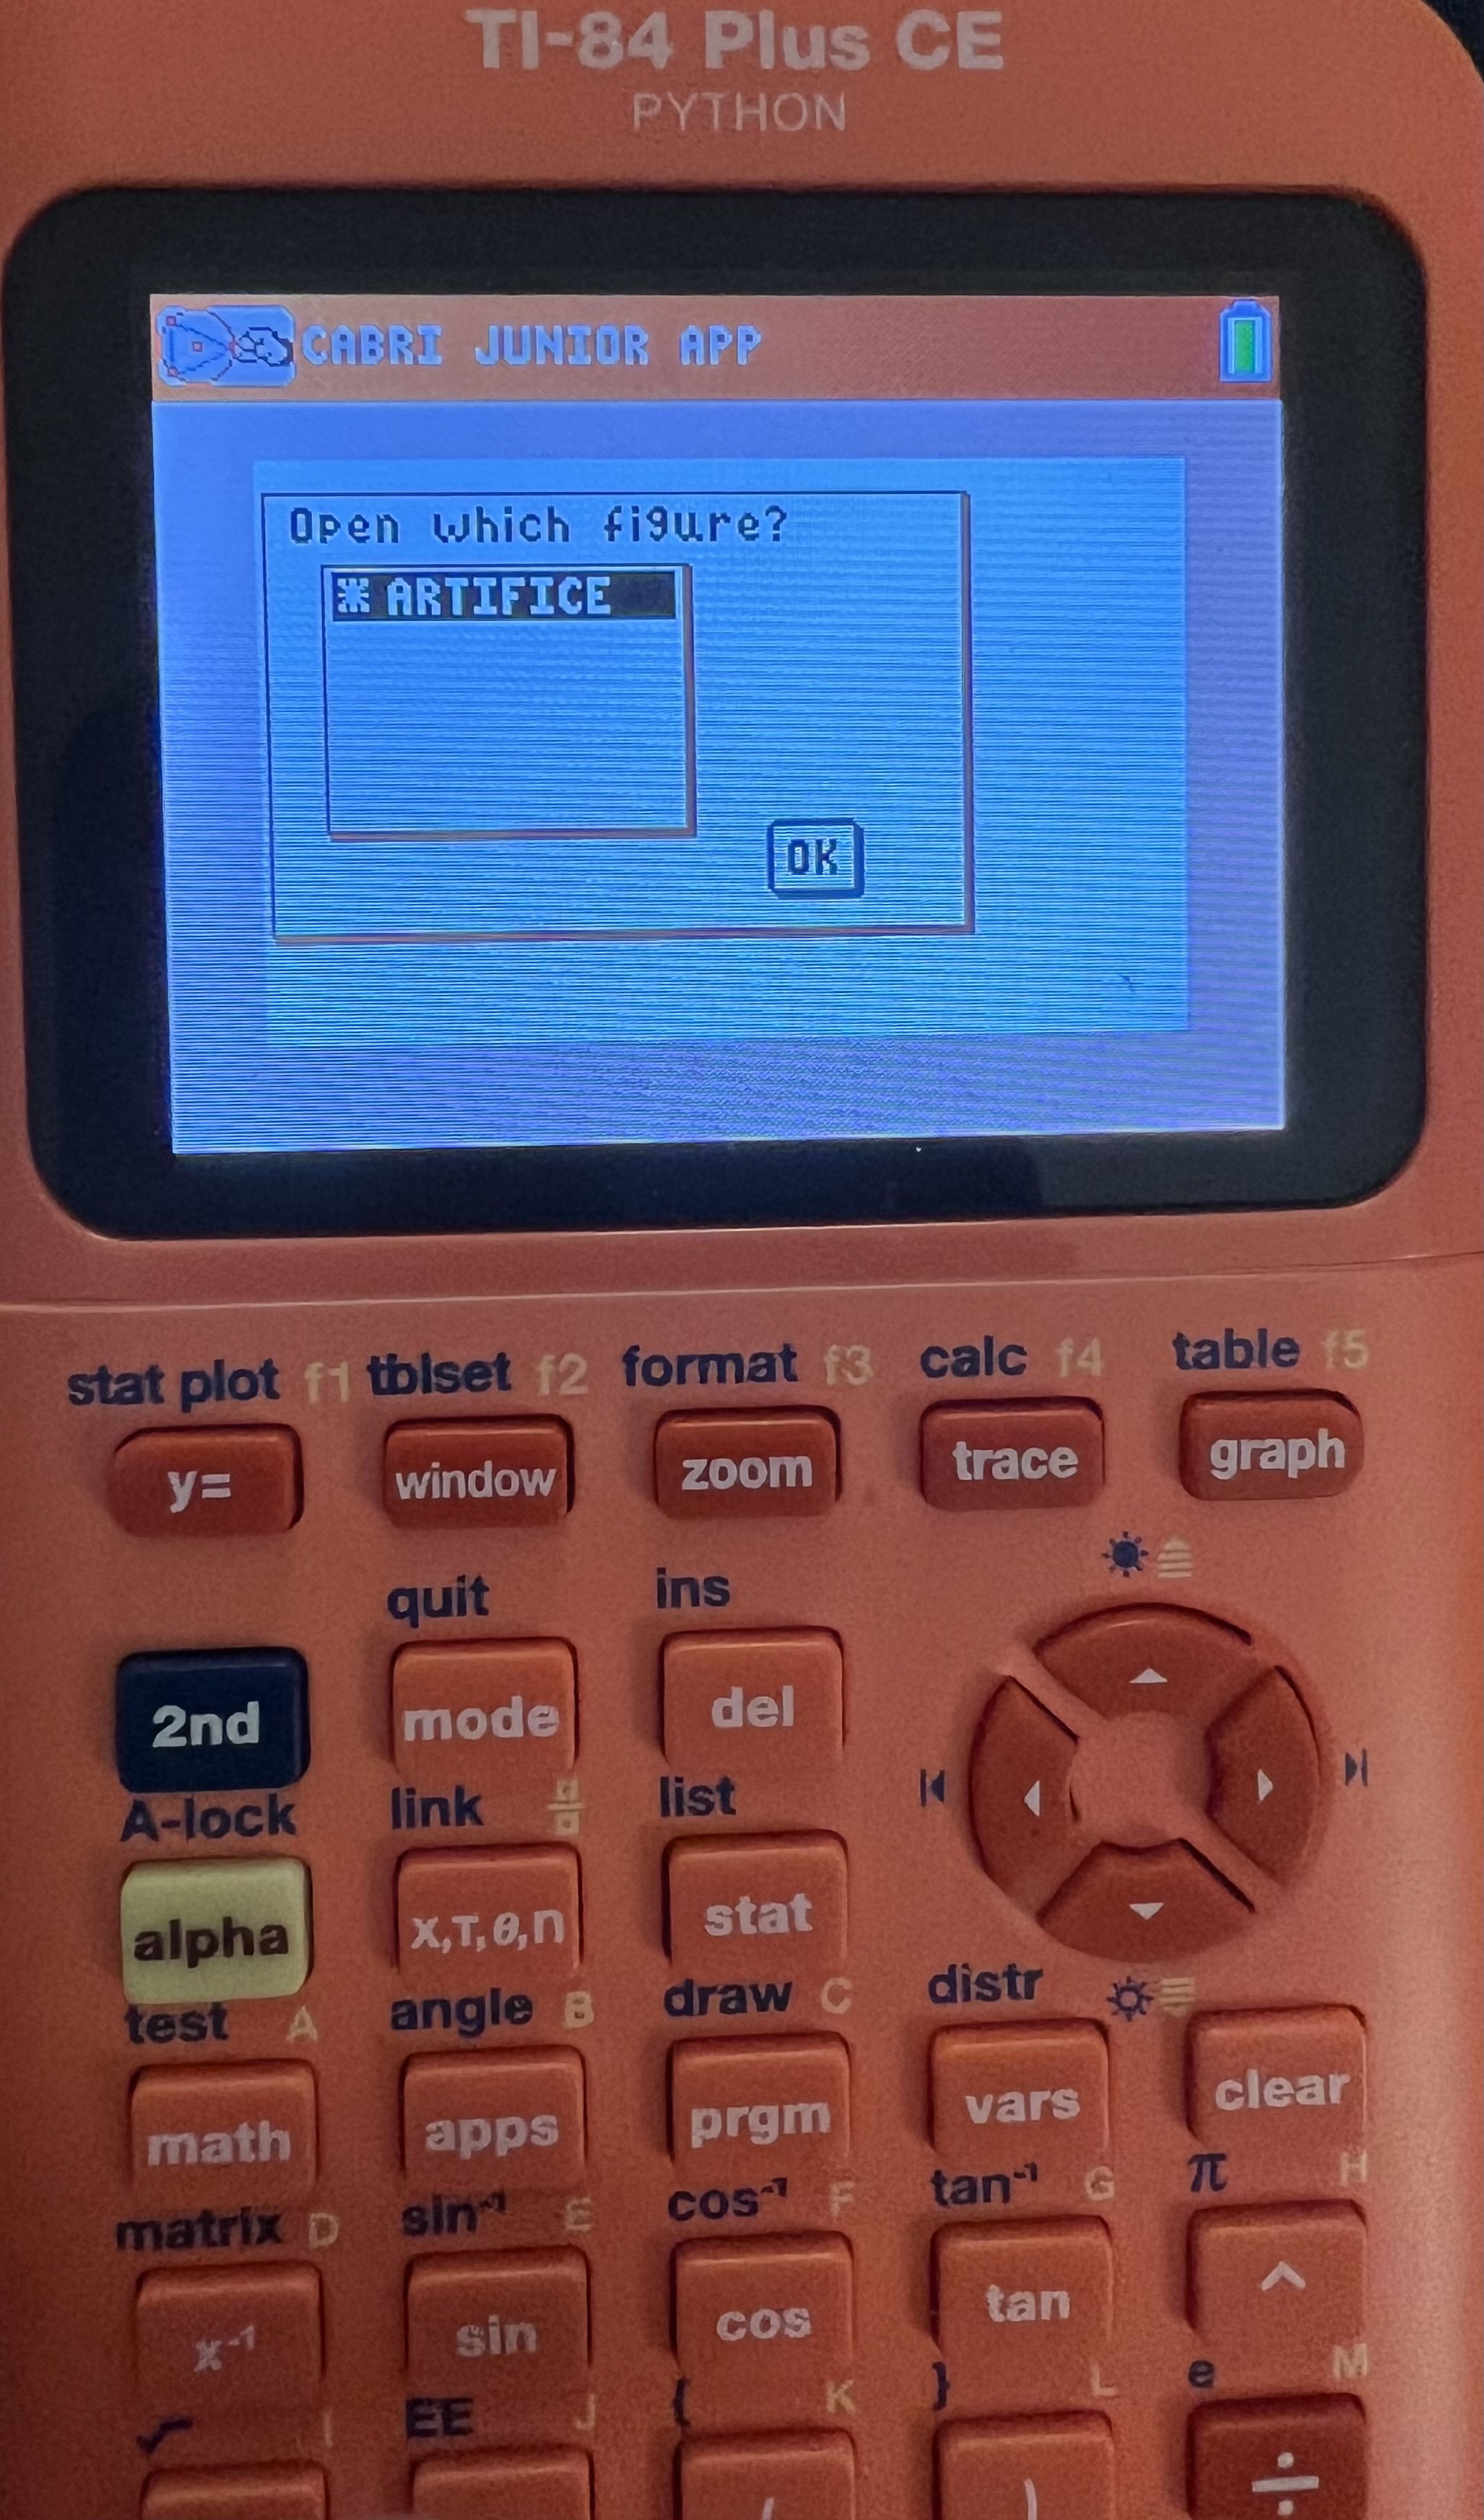 TI-84 Plus CE
PYTHON
CABRI JUNIOR APP
Open which figure?
* ARTIFICE
OK
stat plot f1 tblset f2 format f3 calc f4 table f5
y= window zoom trace graph
quit ins
2nd mode del
A-lock link list
alpha X,T,θ,n stat
test A angle B draw C distr
math apps prgm vars clear
matrix D sin⁻¹ E cos⁻¹ F tan⁻¹ G π H
x⁻¹ sin cos tan ^
√ I EE J { K } L e M
( ) ÷